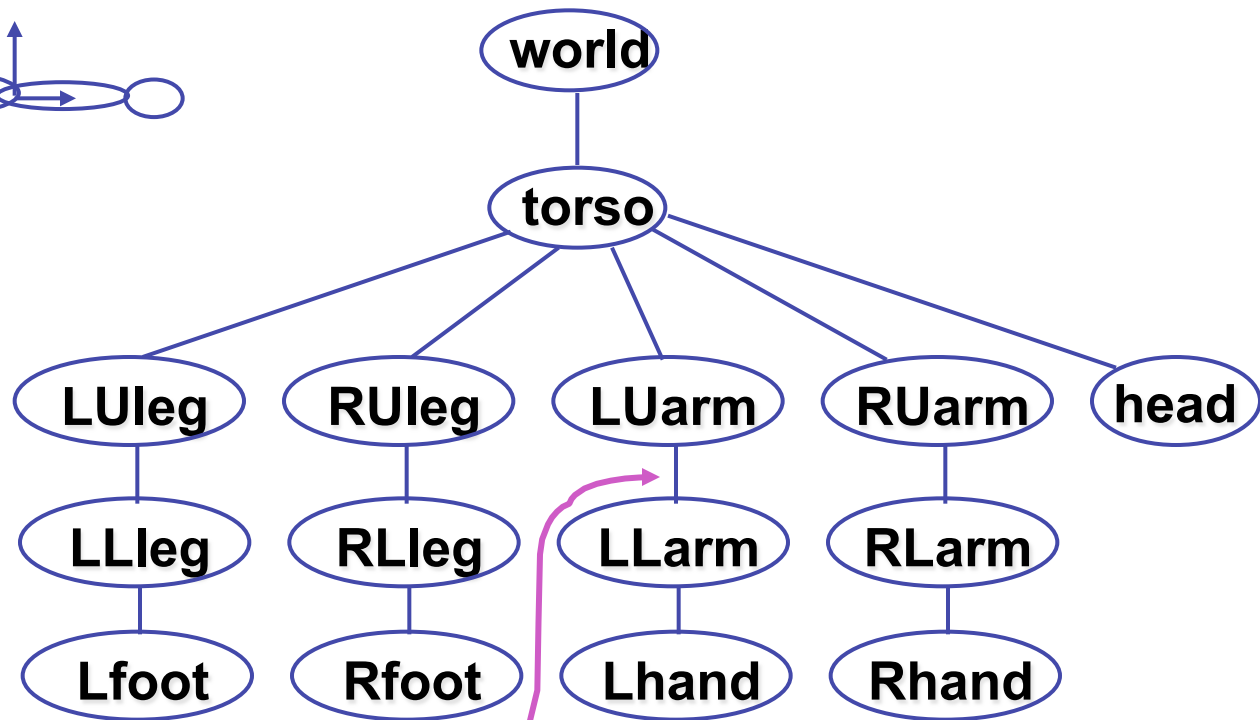 world
torso
LUleg RUleg LUarm RUarm head
LLleg RLleg LLarm RLarm
Lfoot Rfoot Lhand Rhand